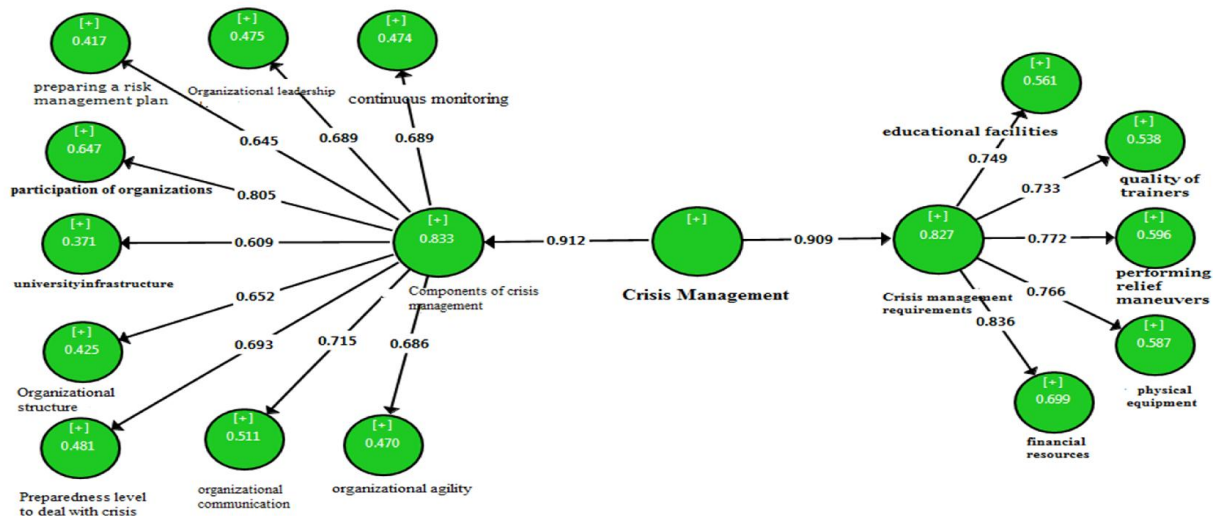 [+]
0.417
preparing a risk
management plan
[+]
0.475
Organizational leadership
[+]
0.474
continuous monitoring
[+]
0.561
educational facilities
[+]
0.538
quality of
trainers
0.645
0.689
0.689
0.749
0.733
[+]
0.647
participation of organizations
0.805
[+]
0.371
universityinfrastructure
0.609
[+]
0.833
Components of crisis
management
0.912
[+]
Crisis Management
0.909
[+]
0.827
Crisis management
requirements
0.772
[+]
0.596
performing
relief
maneuvers
0.652
0.693
0.715
0.686
0.766
0.836
[+]
0.425
Organizational
structure
[+]
0.587
physical
equipment
[+]
0.481
Preparedness level
to deal with crisis
[+]
0.511
organizational
communication
[+]
0.470
organizational agility
[+]
0.699
financial
resources